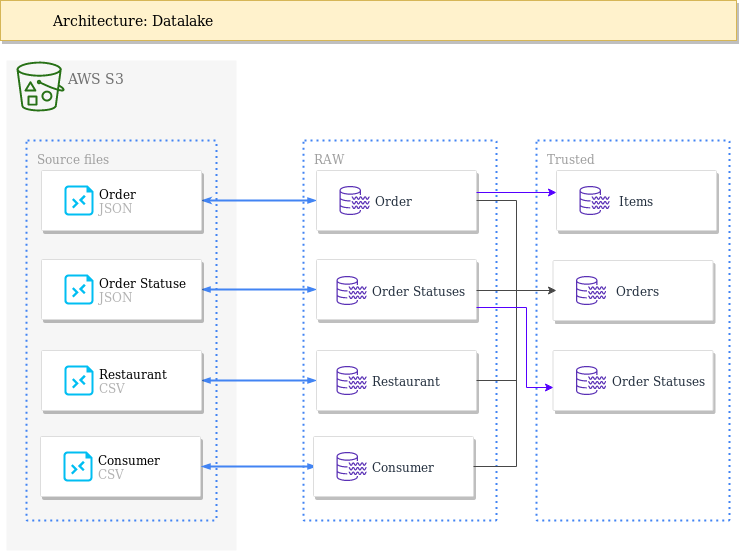 Architecture: Datalake
AWS S3
Source files
Order
JSON
Order Statuse
JSON
Restaurant
CSV
Consumer
CSV
RAW
Order
Order Statuses
Restaurant
Consumer
Trusted
Items
Orders
Order Statuses